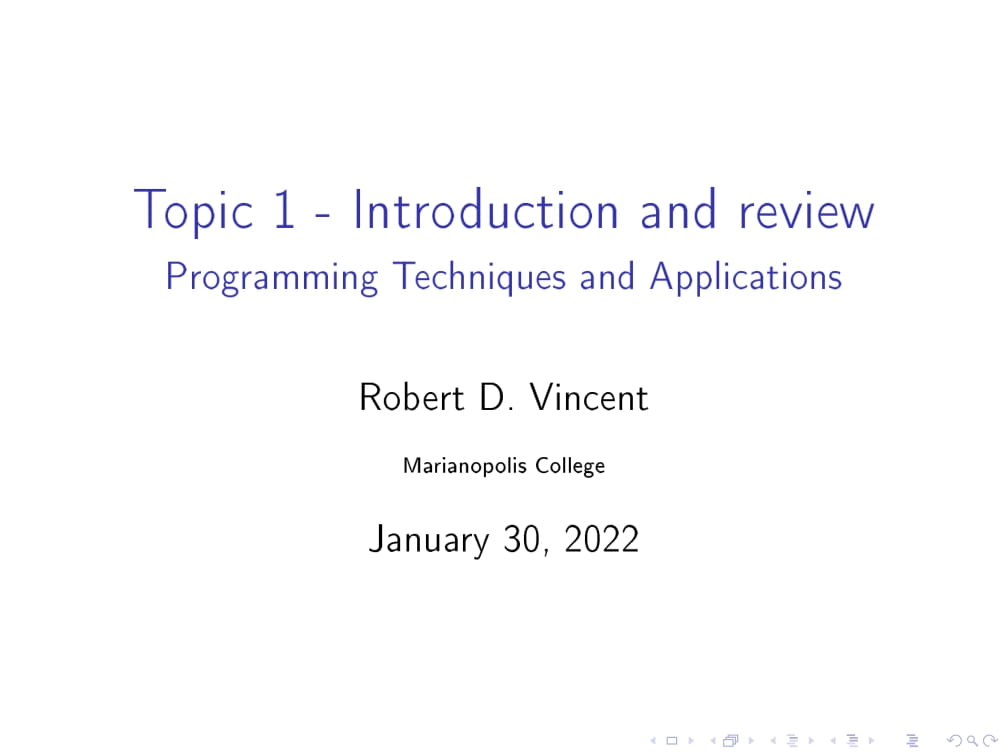 Topic 1 - Introduction and review
Programming Techniques and Applications
Robert D. Vincent
Marianopolis College
January 30, 2022